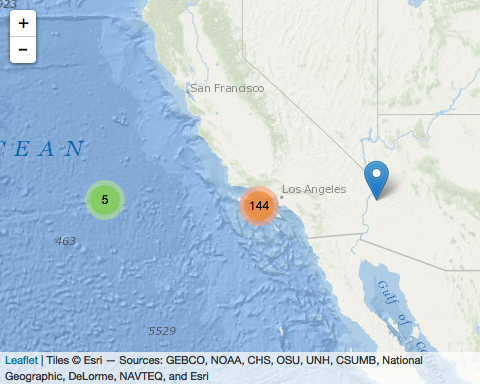 923
+
−
San Francisco
CEAN
5
144
Los Angeles
463
Gulf of C
5529
Leaflet | Tiles © Esri — Sources: GEBCO, NOAA, CHS, OSU, UNH, CSUMB, National
Geographic, DeLorme, NAVTEQ, and Esri